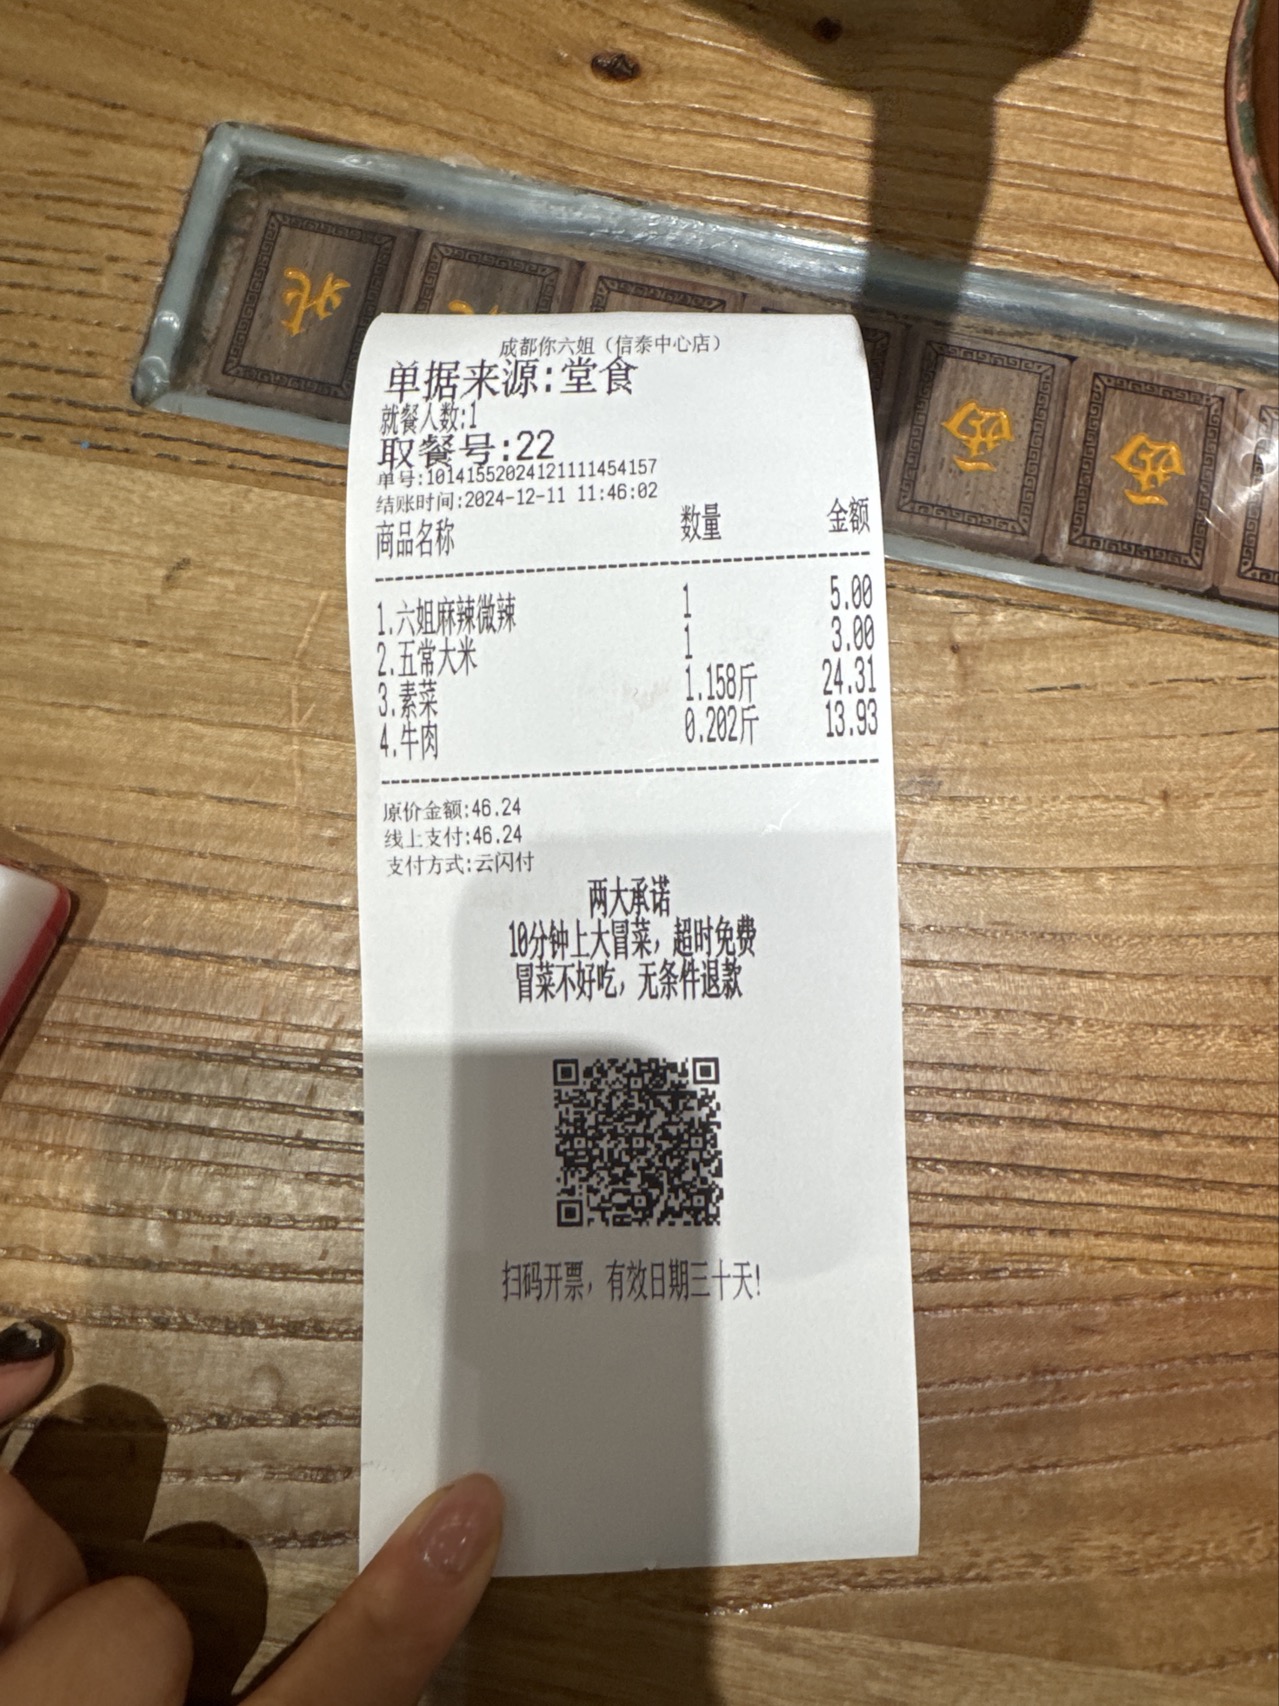 北
成都你六姐（信泰中心店）
单据来源:堂食
就餐人数:1
取餐号:22
单号:10141552024121111454157
结账时间:2024-12-11 11:46:02
商品名称 数量 金额
1.六姐麻辣微辣 1 5.00
2.五常大米 1 3.00
3.素菜 1.158斤 24.31
4.牛肉 0.202斤 13.93
原价金额:46.24
线上支付:46.24
支付方式:云闪付
两大承诺
10分钟上大冒菜，超时免费
冒菜不好吃，无条件退款
扫码开票，有效日期三十天!